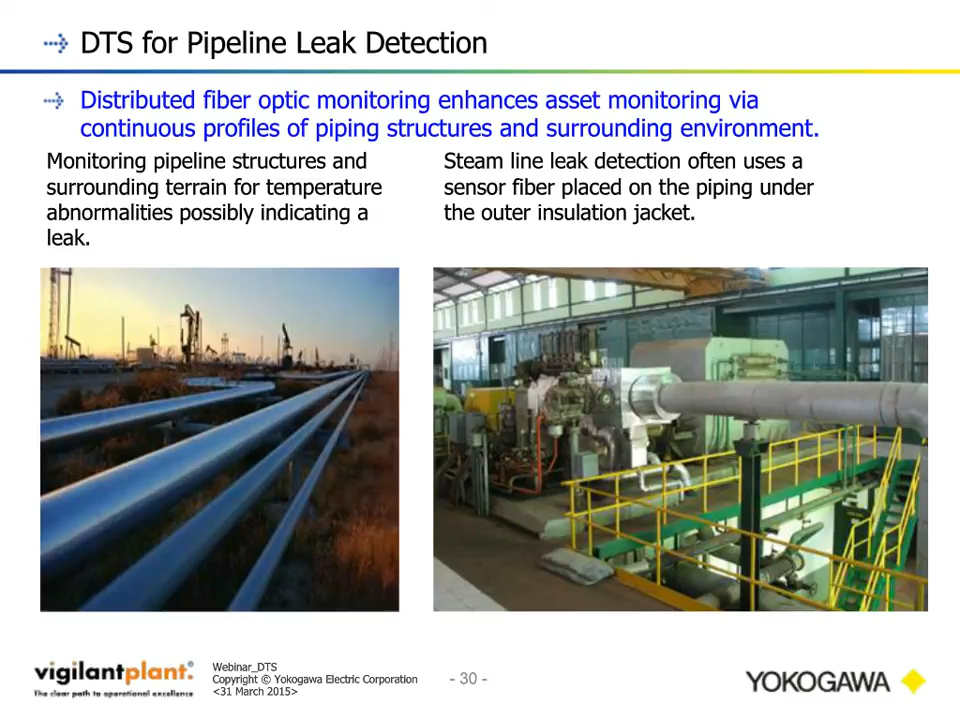 DTS for Pipeline Leak Detection
Distributed fiber optic monitoring enhances asset monitoring via
continuous profiles of piping structures and surrounding environment.
Monitoring pipeline structures and
surrounding terrain for temperature
abnormalities possibly indicating a
leak.
Steam line leak detection often uses a
sensor fiber placed on the piping under
the outer insulation jacket.
vigilantplant.®
The clear path to operational excellence
Webinar_DTS
Copyright © Yokogawa Electric Corporation
<31 March 2015>
- 30 -
YOKOGAWA